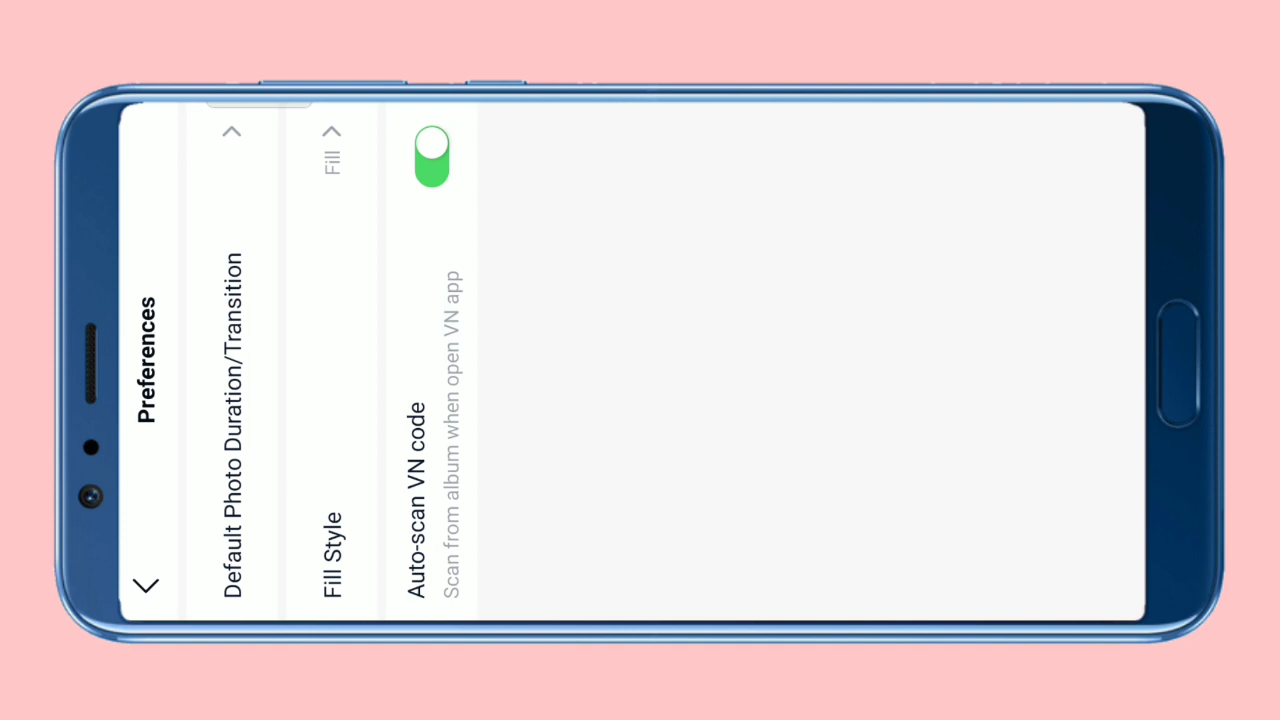 Preferences
Default Photo Duration/Transition
Fill Style
Fill
Auto-scan VN code
Scan from album when open VN app